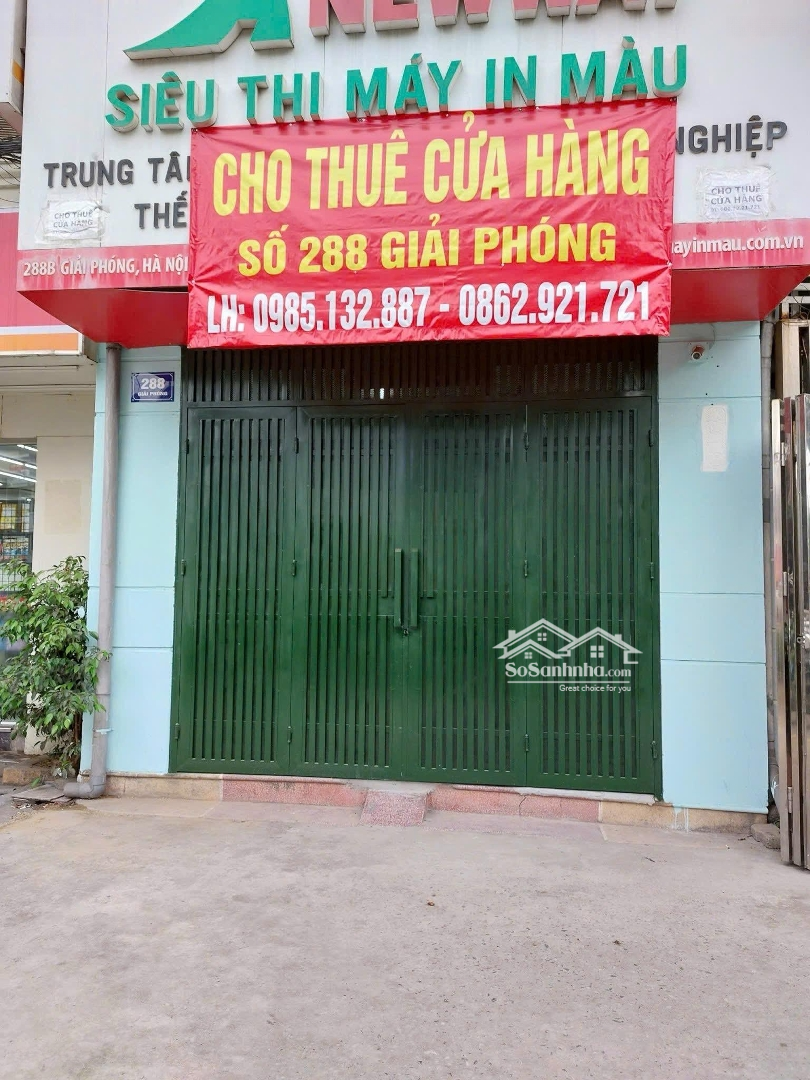 SIÊU THỊ MÁY IN MÀU
TRUNG TÂ
NGHIỆP
THẾ
CHO THUÊ
CỬA HÀNG
CHO THUÊ
CỬA HÀNG
288B GIẢI PHÓNG, HÀ NỘI
ayinmau.com.vn
CHO THUÊ CỬA HÀNG
SỐ 288 GIẢI PHÓNG
LH: 0985.132.887 - 0862.921.721
288
GIẢI PHÓNG
SoSanhnha.com
Great choice for you